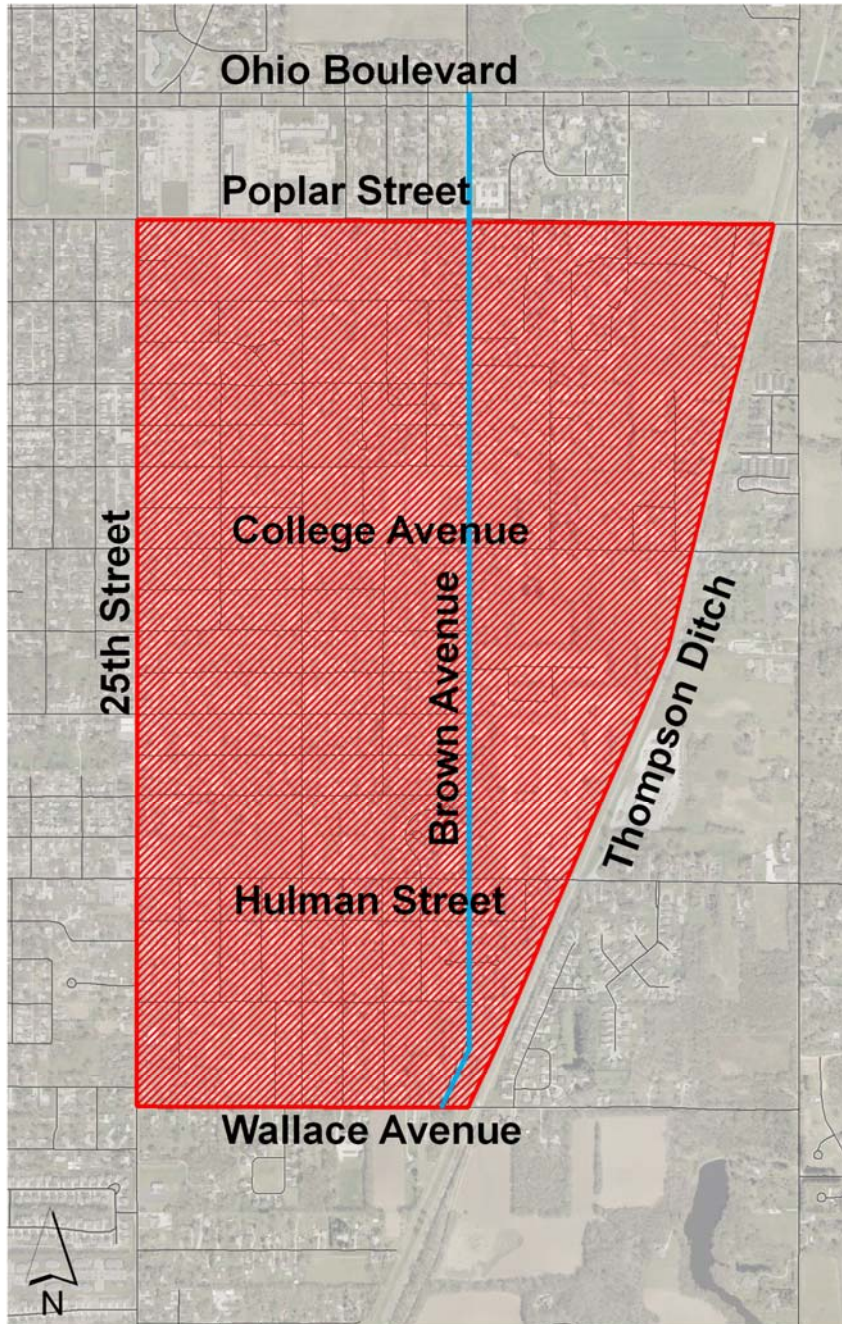 Ohio Boulevard
Poplar Street
College Avenue
25th Street
Brown Avenue
Thompson Ditch
Hulman Street
Wallace Avenue
N